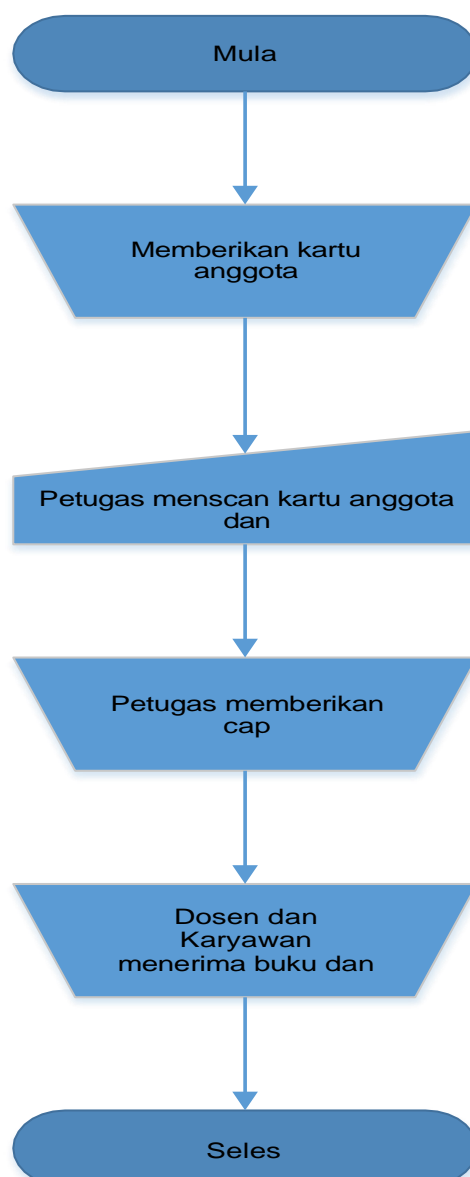 Mula
Memberikan kartu
anggota
Petugas menscan kartu anggota
dan
Petugas memberikan
cap
Dosen dan
Karyawan
menerima buku dan
Seles